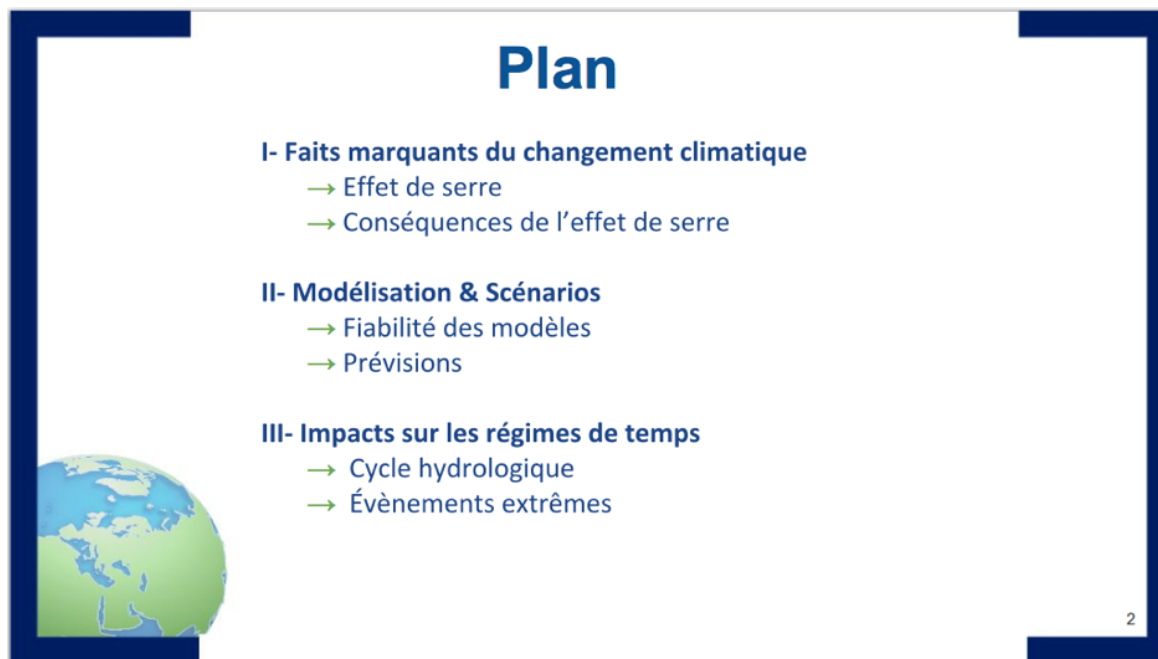 Plan
I- Faits marquants du changement climatique
→ Effet de serre
→ Conséquences de l’effet de serre
II- Modélisation & Scénarios
→ Fiabilité des modèles
→ Prévisions
III- Impacts sur les régimes de temps
→ Cycle hydrologique
→ Évènements extrêmes
2